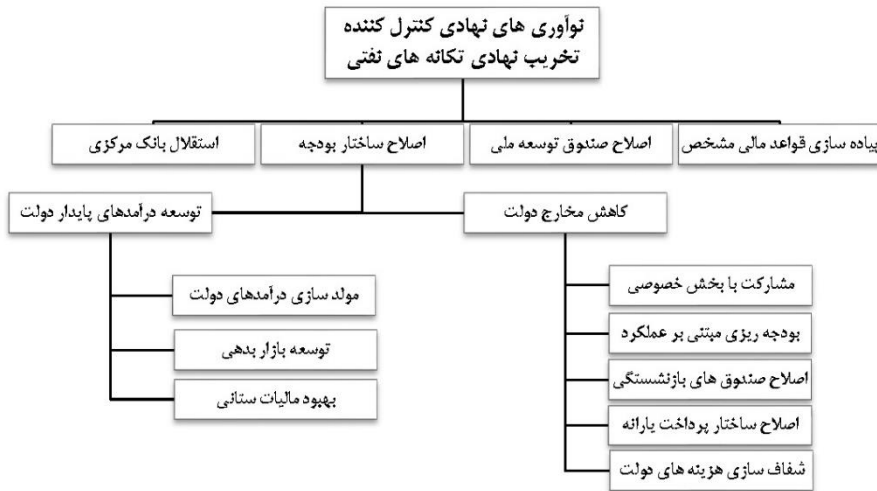 نوآوری های نهادی کنترل کننده
تخریب نهادی تکانه های نفتی
پیاده سازی قواعد مالی مشخص
اصلاح صندوق توسعه ملی
اصلاح ساختار بودجه
استقلال بانک مرکزی
کاهش مخارج دولت
توسعه درآمدهای پایدار دولت
مشارکت با بخش خصوصی
بودجه ریزی مبتنی بر عملکرد
اصلاح صندوق های بازنشستگی
اصلاح ساختار پرداخت یارانه
شفاف سازی هزینه های دولت
مولد سازی درآمدهای دولت
توسعه بازار بدهی
بهبود مالیات ستانی